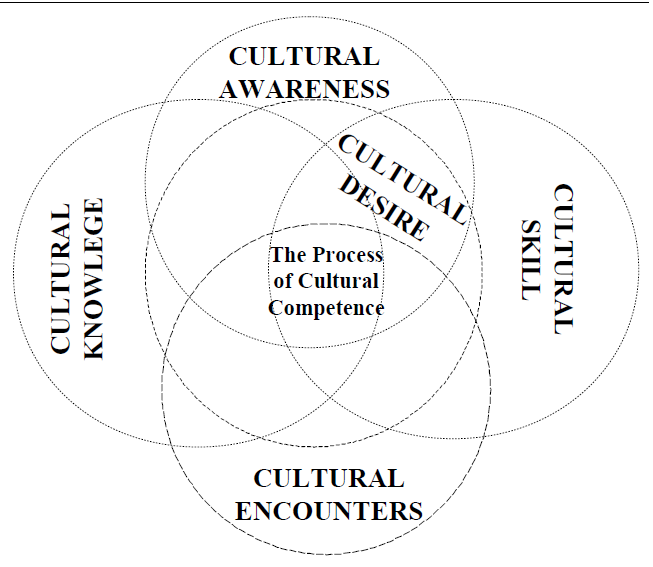 CULTURAL
AWARENESS
CULTURAL
DESIRE
CULTURAL
KNOWLEGE
The Process
of Cultural
Competence
CULTURAL
SKILL
CULTURAL
ENCOUNTERS